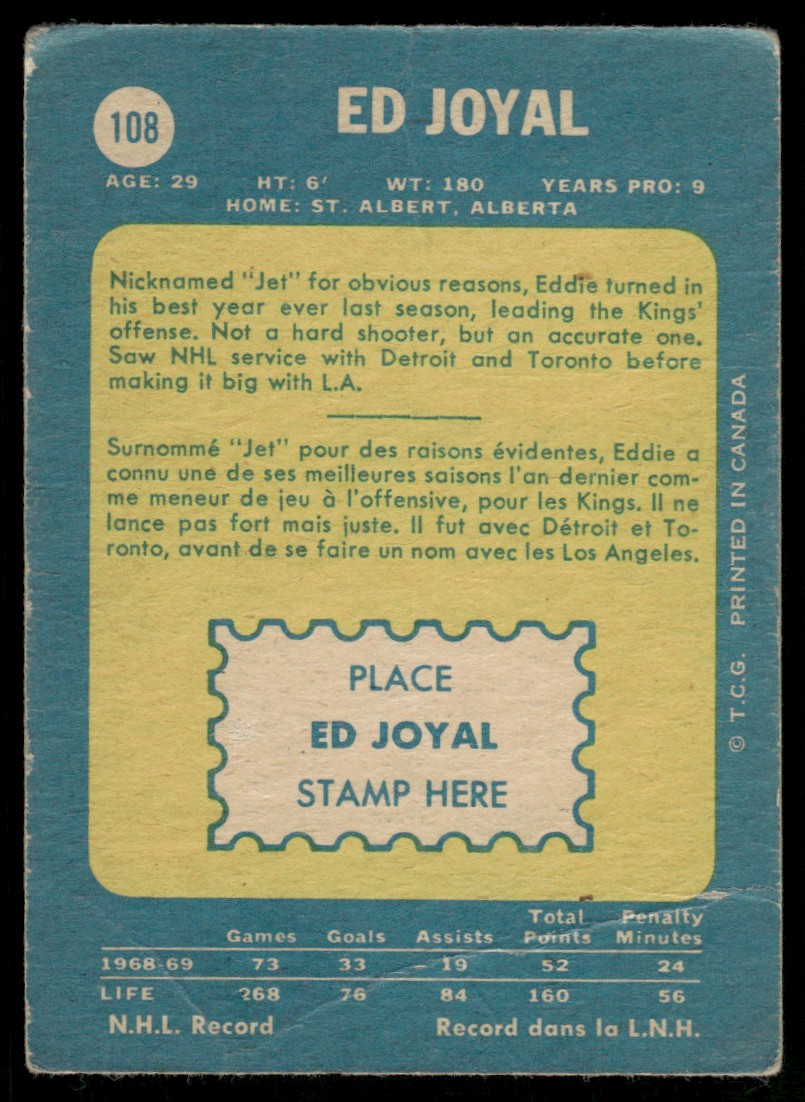 108
ED JOYAL
AGE: 29 HT: 6' WT: 180 YEARS PRO: 9
HOME: ST. ALBERT, ALBERTA
Nicknamed "Jet" for obvious reasons, Eddie turned in
his best year ever last season, leading the Kings'
offense. Not a hard shooter, but an accurate one.
Saw NHL service with Detroit and Toronto before
making it big with L.A.
Surnommé "Jet" pour des raisons évidentes, Eddie a
connu une de ses meilleures saisons l'an dernier com-
me meneur de jeu à l'offensive, pour les Kings. Il ne
lance pas fort mais juste. Il fut avec Détroit et To-
ronto, avant de se faire un nom avec les Los Angeles.
PLACE
ED JOYAL
STAMP HERE
© T.C.G. PRINTED IN CANADA
Total Penalty
Games Goals Assists Points Minutes
1968-69 73 33 19 52 24
LIFE 268 76 84 160 56
N.H.L. Record Record dans la L.N.H.